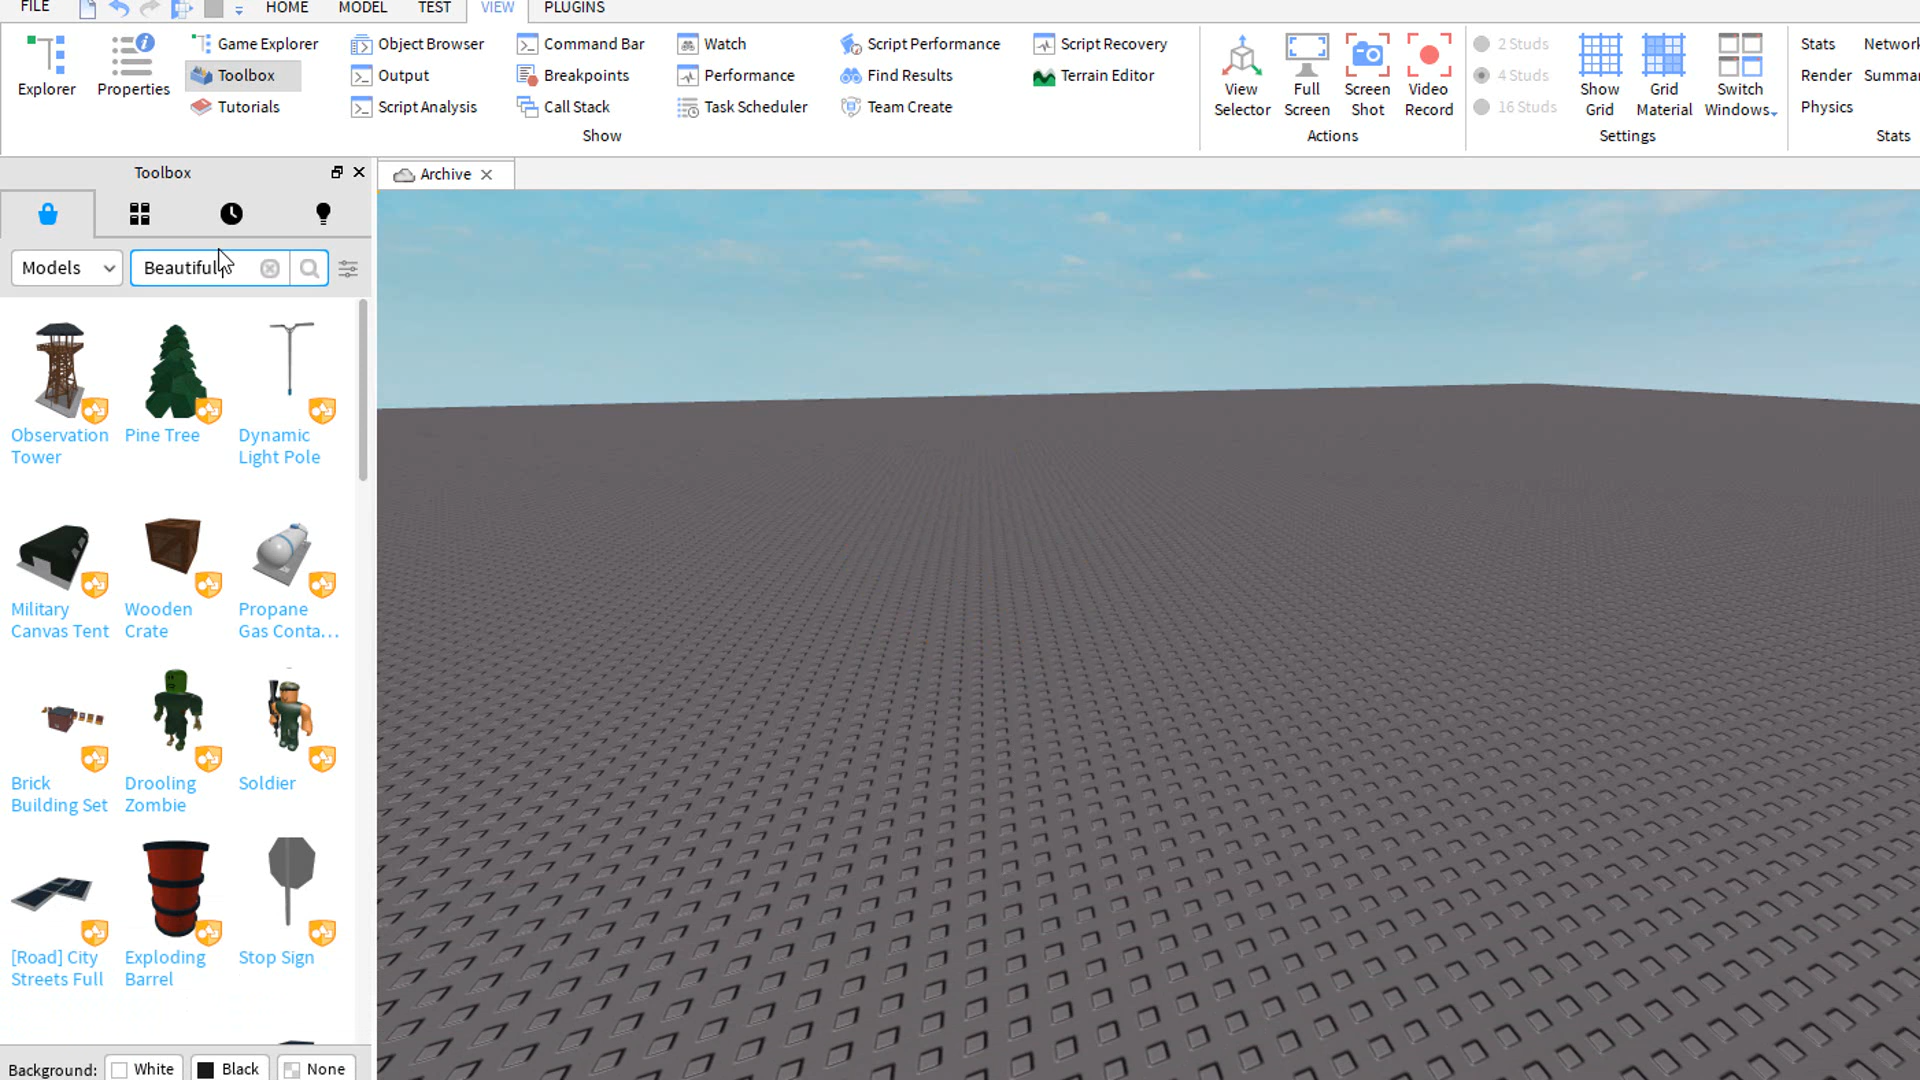 FILE HOME MODEL TEST VIEW PLUGINS
Explorer
Properties
Game Explorer
Toolbox
Tutorials
Object Browser
Output
Script Analysis
Command Bar
Breakpoints
Call Stack
Watch
Performance
Task Scheduler
Script Performance
Find Results
Team Create
Script Recovery
Terrain Editor
Show
View
Selector
Full
Screen
Screen
Shot
Video
Record
Actions
2 Studs
4 Studs
16 Studs
Show
Grid
Grid
Material
Switch
Windows
Settings
Stats
Render
Physics
Network
Summar
Stats
Toolbox
Archive
Models
Beautiful
Observation
Tower
Pine Tree
Dynamic
Light Pole
Military
Canvas Tent
Wooden
Crate
Propane
Gas Conta...
Brick
Building Set
Drooling
Zombie
Soldier
[Road] City
Streets Full
Exploding
Barrel
Stop Sign
Background: White Black None